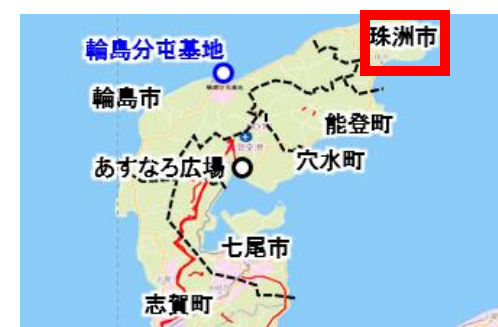 珠洲市
輪島分屯基地
輪島市
能登町
あすなろ広場
穴水町
七尾市
志賀町